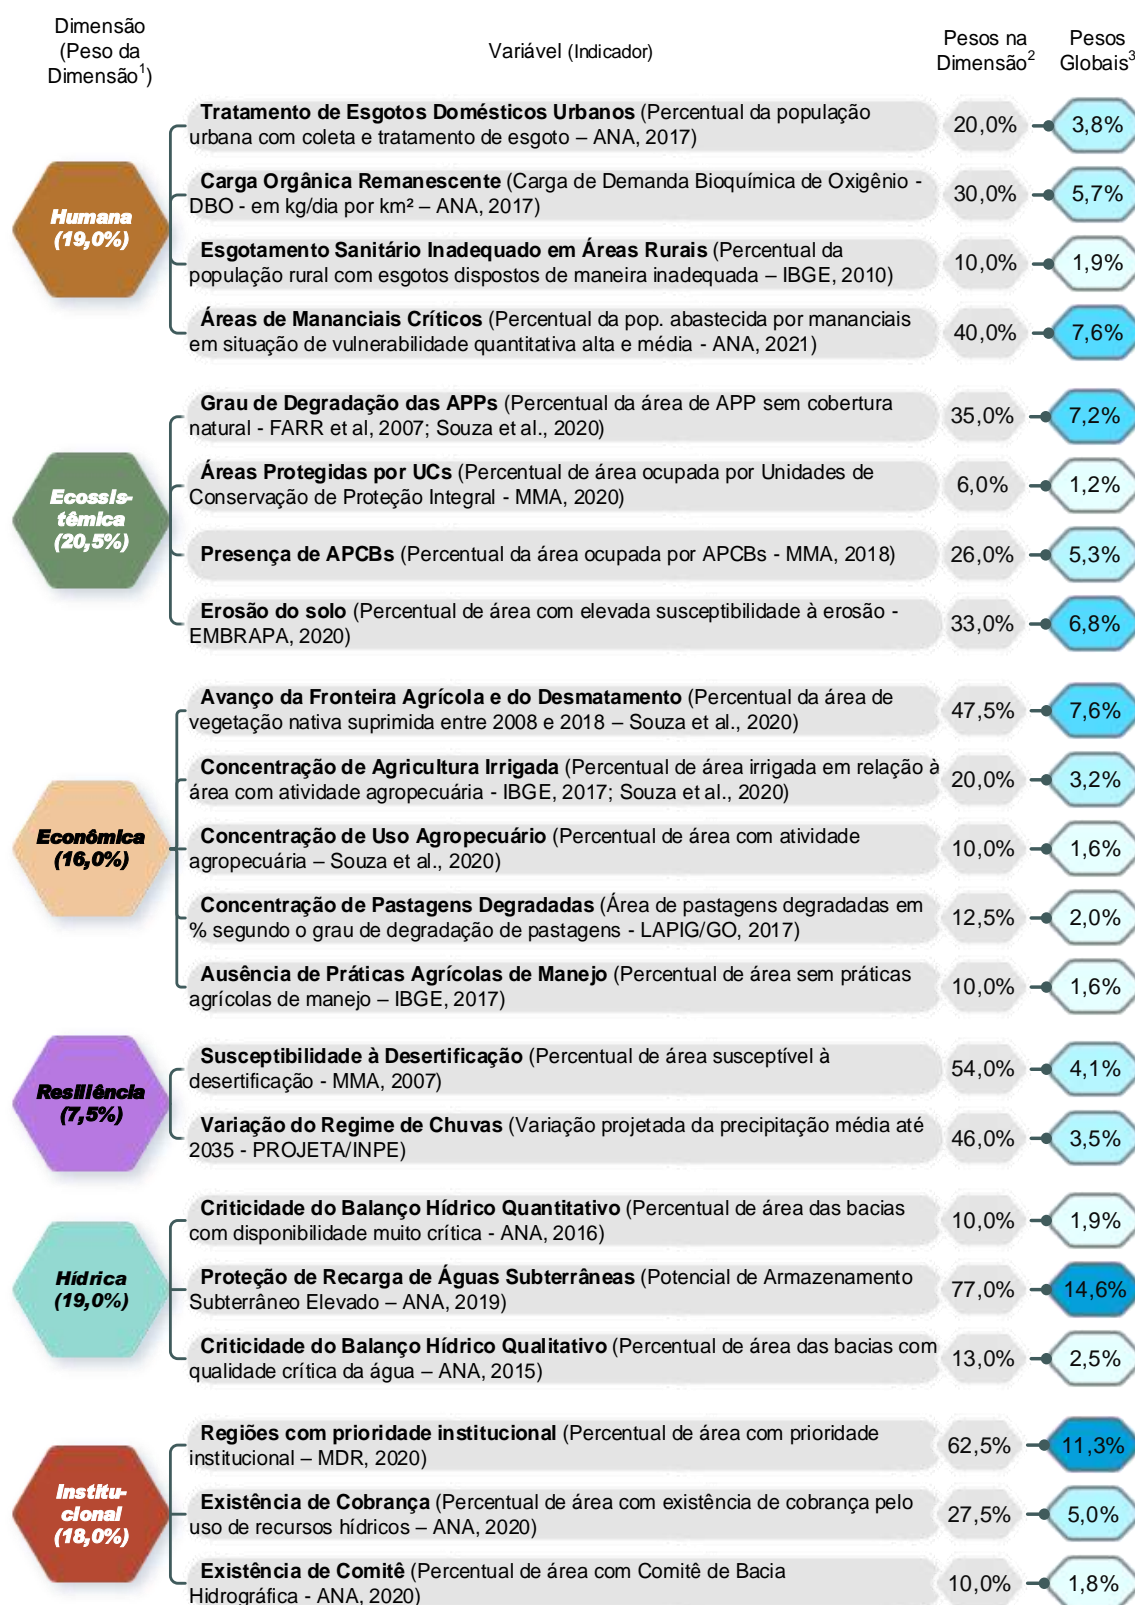 Dimensão
(Peso da
Dimensão¹)
Variável (Indicador)
Pesos na
Dimensão²
Pesos
Globais³
Humana
(19,0%)
Tratamento de Esgotos Domésticos Urbanos (Percentual da população
urbana com coleta e tratamento de esgoto – ANA, 2017)
20,0%
3,8%
Carga Orgânica Remanescente (Carga de Demanda Bioquímica de Oxigênio -
DBO - em kg/dia por km² – ANA, 2017)
30,0%
5,7%
Esgotamento Sanitário Inadequado em Áreas Rurais (Percentual da
população rural com esgotos dispostos de maneira inadequada – IBGE, 2010)
10,0%
1,9%
Áreas de Mananciais Críticos (Percentual da pop. abastecida por mananciais
em situação de vulnerabilidade quantitativa alta e média - ANA, 2021)
40,0%
7,6%
Ecossis-
têmica
(20,5%)
Grau de Degradação das APPs (Percentual da área de APP sem cobertura
natural - FARR et al, 2007; Souza et al., 2020)
35,0%
7,2%
Áreas Protegidas por UCs (Percentual de área ocupada por Unidades de
Conservação de Proteção Integral - MMA, 2020)
6,0%
1,2%
Presença de APCBs (Percentual da área ocupada por APCBs - MMA, 2018)
26,0%
5,3%
Erosão do solo (Percentual de área com elevada susceptibilidade à erosão -
EMBRAPA, 2020)
33,0%
6,8%
Econômica
(16,0%)
Avanço da Fronteira Agrícola e do Desmatamento (Percentual da área de
vegetação nativa suprimida entre 2008 e 2018 – Souza et al., 2020)
47,5%
7,6%
Concentração de Agricultura Irrigada (Percentual de área irrigada em relação à
área com atividade agropecuária - IBGE, 2017; Souza et al., 2020)
20,0%
3,2%
Concentração de Uso Agropecuário (Percentual de área com atividade
agropecuária – Souza et al., 2020)
10,0%
1,6%
Concentração de Pastagens Degradadas (Área de pastagens degradadas em
% segundo o grau de degradação de pastagens - LAPIG/GO, 2017)
12,5%
2,0%
Ausência de Práticas Agrícolas de Manejo (Percentual de área sem práticas
agrícolas de manejo – IBGE, 2017)
10,0%
1,6%
Resiliência
(7,5%)
Susceptibilidade à Desertificação (Percentual de área susceptível à
desertificação - MMA, 2007)
54,0%
4,1%
Variação do Regime de Chuvas (Variação projetada da precipitação média até
2035 - PROJETA/INPE)
46,0%
3,5%
Hídrica
(19,0%)
Criticidade do Balanço Hídrico Quantitativo (Percentual de área das bacias
com disponibilidade muito crítica - ANA, 2016)
10,0%
1,9%
Proteção de Recarga de Águas Subterrâneas (Potencial de Armazenamento
Subterrâneo Elevado – ANA, 2019)
77,0%
14,6%
Criticidade do Balanço Hídrico Qualitativo (Percentual de área das bacias com
qualidade crítica da água – ANA, 2015)
13,0%
2,5%
Institu-
cional
(18,0%)
Regiões com prioridade institucional (Percentual de área com prioridade
institucional – MDR, 2020)
62,5%
11,3%
Existência de Cobrança (Percentual de área com existência de cobrança pelo
uso de recursos hídricos – ANA, 2020)
27,5%
5,0%
Existência de Comitê (Percentual de área com Comitê de Bacia
Hidrográfica - ANA, 2020)
10,0%
1,8%